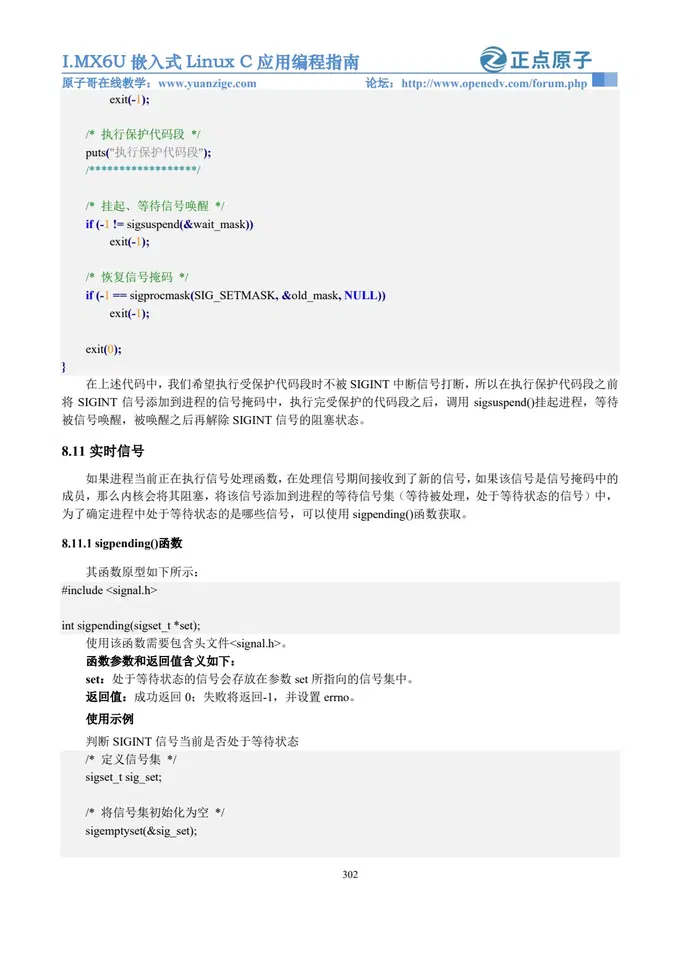 I.MX6U 嵌入式 Linux C 应用编程指南
正点原子
原子哥在线教学：www.yuanzige.com 论坛：http://www.openedv.com/forum.php
exit(-1);
/* 执行保护代码段 */
puts("执行保护代码段");
/******************/
/* 挂起、等待信号唤醒 */
if (-1 != sigsuspend(&wait_mask))
exit(-1);
/* 恢复信号掩码 */
if (-1 == sigprocmask(SIG_SETMASK, &old_mask, NULL))
exit(-1);
exit(0);
}
在上述代码中，我们希望执行受保护代码段时不被 SIGINT 中断信号打断，所以在执行保护代码段之前
将 SIGINT 信号添加到进程的信号掩码中，执行完受保护的代码段之后，调用 sigsuspend()挂起进程，等待
被信号唤醒，被唤醒之后再解除 SIGINT 信号的阻塞状态。
8.11 实时信号
如果进程当前正在执行信号处理函数，在处理信号期间接收到了新的信号，如果该信号是信号掩码中的
成员，那么内核会将其阻塞，将该信号添加到进程的等待信号集（等待被处理，处于等待状态的信号）中，
为了确定进程中处于等待状态的是哪些信号，可以使用 sigpending()函数获取。
8.11.1 sigpending()函数
其函数原型如下所示：
#include <signal.h>
int sigpending(sigset_t *set);
使用该函数需要包含头文件<signal.h>。
函数参数和返回值含义如下：
set：处于等待状态的信号会存放在参数 set 所指向的信号集中。
返回值：成功返回 0；失败将返回-1，并设置 errno。
使用示例
判断 SIGINT 信号当前是否处于等待状态
/* 定义信号集 */
sigset_t sig_set;
/* 将信号集初始化为空 */
sigemptyset(&sig_set);
302